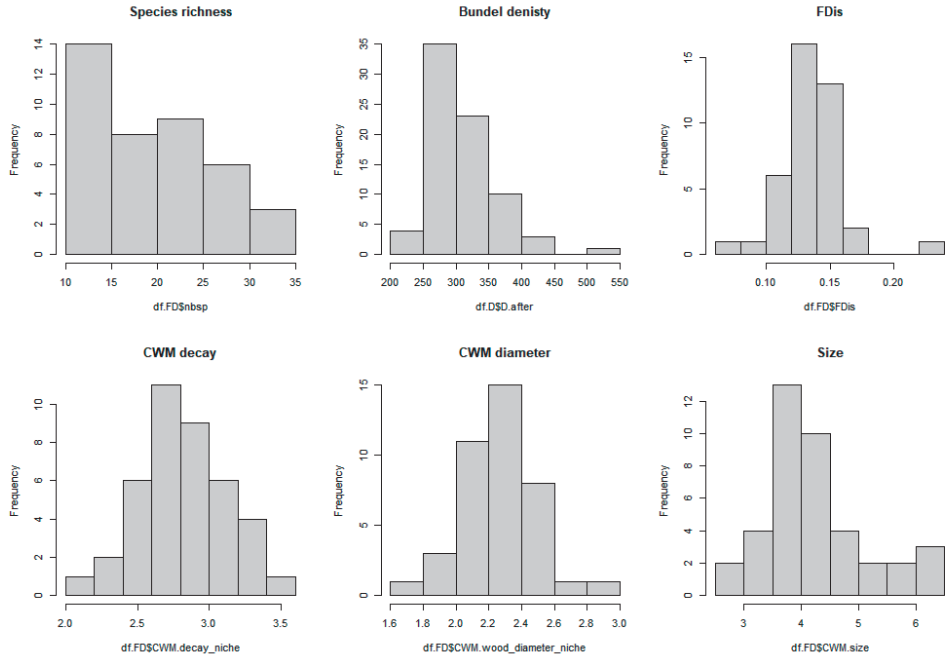 Species richness
Frequency
0 2 4 6 8 10 12 14
10 15 20 25 30 35
df.FD$nbsp
Bundel denisty
Frequency
0 5 10 15 20 25 30 35
200 250 300 350 400 450 500 550
df.D$D.after
FDis
Frequency
0 5 10 15
0.10 0.15 0.20
df.FD$FDis
CWM decay
Frequency
0 2 4 6 8 10
2.0 2.5 3.0 3.5
df.FD$CWM.decay_niche
CWM diameter
Frequency
0 5 10 15
1.6 1.8 2.0 2.2 2.4 2.6 2.8 3.0
df.FD$CWM.wood_diameter_niche
Size
Frequency
0 2 4 6 8 10 12
3 4 5 6
df.FD$CWM.size